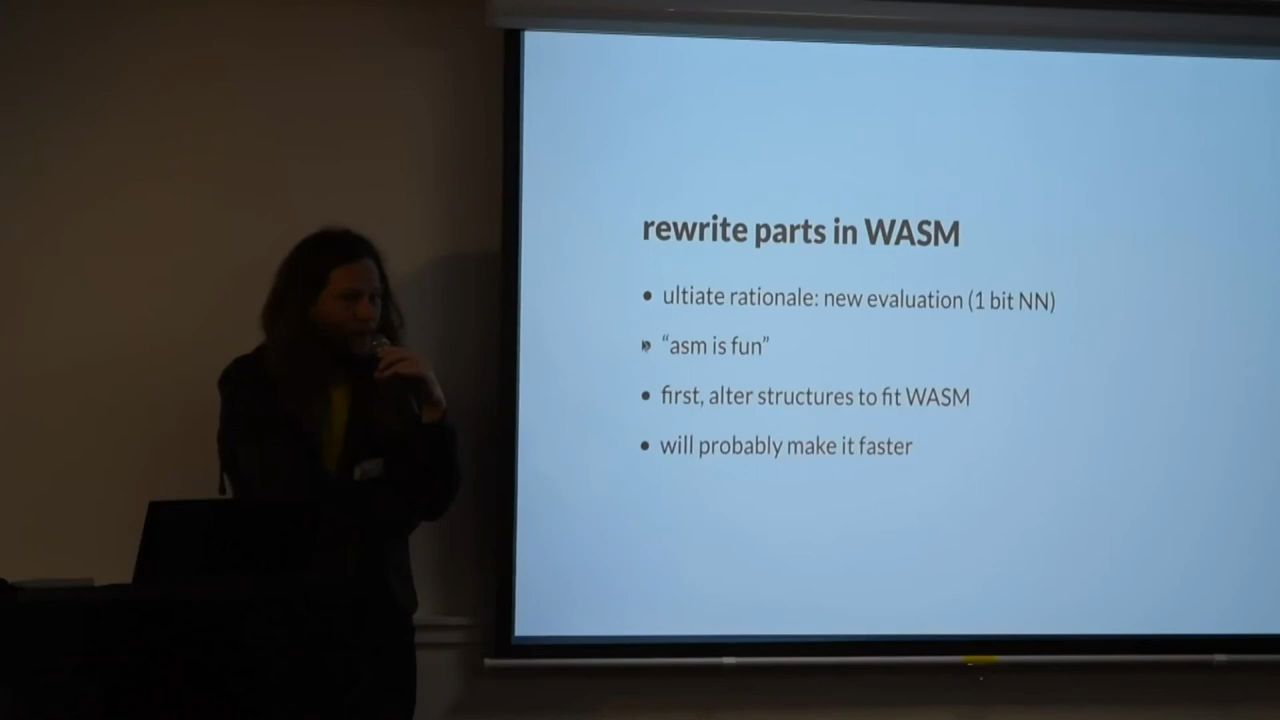 rewrite parts in WASM
• ultiate rationale: new evaluation (1 bit NN)
• “asm is fun”
• first, alter structures to fit WASM
• will probably make it faster